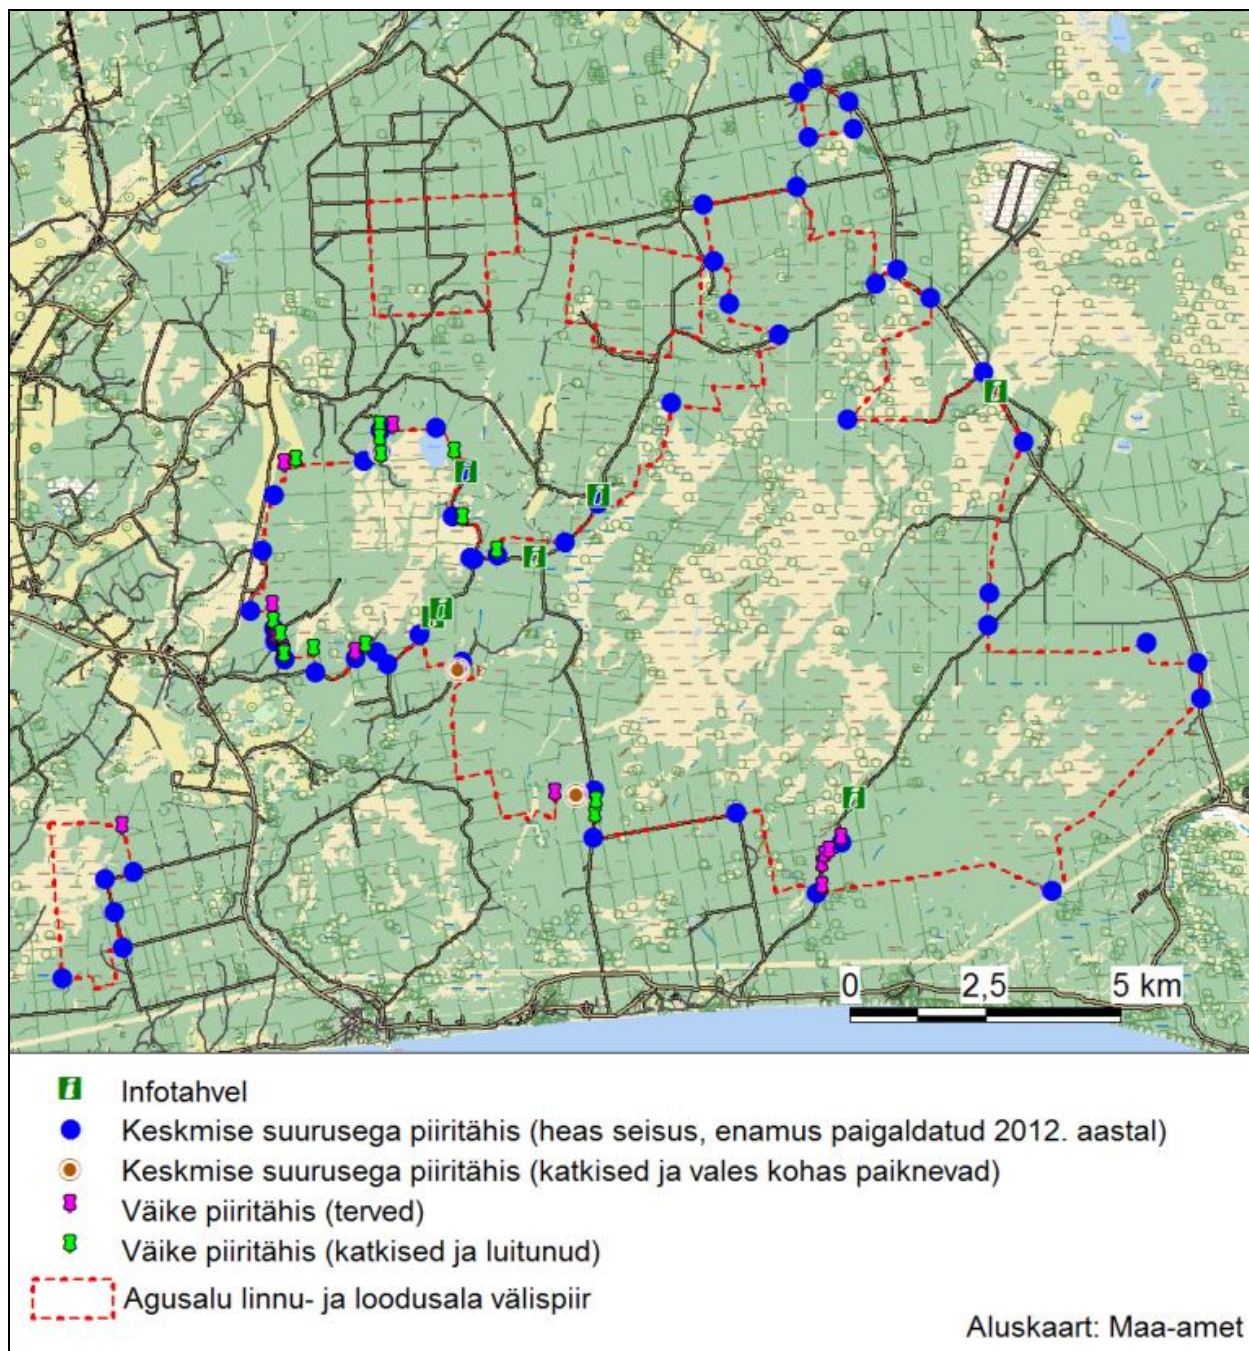 0 2,5 5 km
Infotahvel
Keskmise suurusega piiritähis (heas seisus, enamus paigaldatud 2012. aastal)
Keskmise suurusega piiritähis (katkised ja vales kohas paiknevad)
Väike piiritähis (terved)
Väike piiritähis (katkised ja luitunud)
Agusalu linnu- ja loodusala välispiir
Aluskaart: Maa-amet